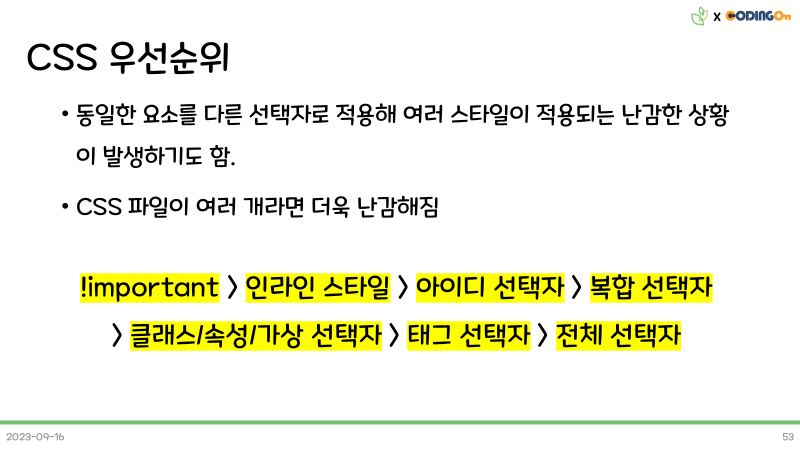 x CODINGOn
CSS 우선순위
• 동일한 요소를 다른 선택자로 적용해 여러 스타일이 적용되는 난감한 상황
이 발생하기도 함.
• CSS 파일이 여러 개라면 더욱 난감해짐
!important > 인라인 스타일 > 아이디 선택자 > 복합 선택자
> 클래스/속성/가상 선택자 > 태그 선택자 > 전체 선택자
2023-09-16
53